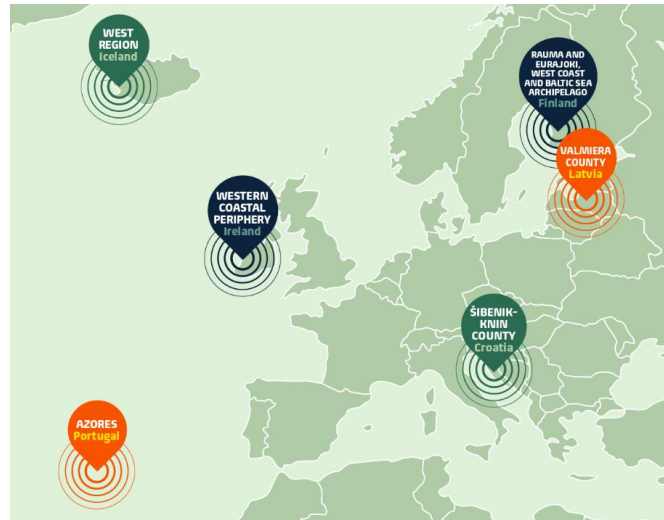 WEST
REGION
Iceland
RAUMA AND
EURAJOKI,
WEST COAST
AND BALTIC SEA
ARCHIPELAGO
Finland
VALMIERA
COUNTY
Latvia
WESTERN
COASTAL
PERIPHERY
Ireland
ŠIBENIK-
KNIN
COUNTY
Croatia
AZORES
Portugal